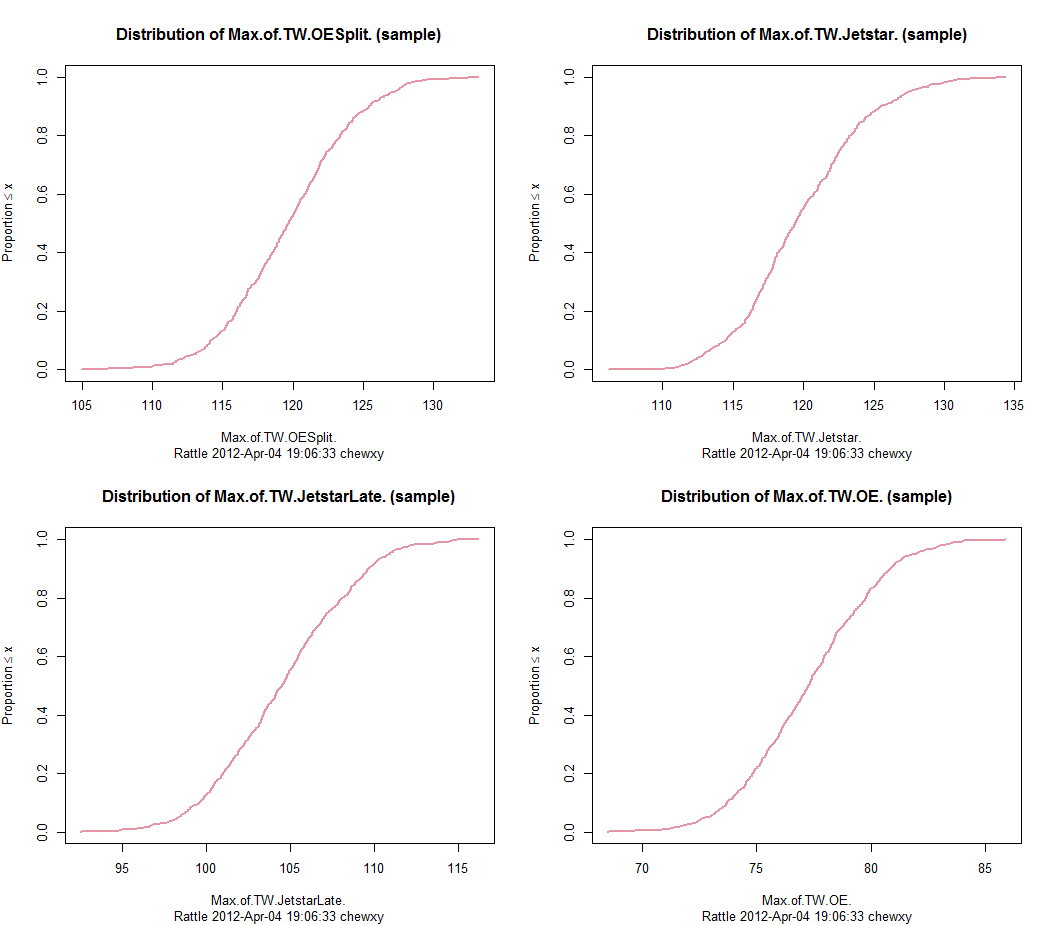 Distribution of Max.of.TW.OESplit. (sample)
Proportion ≤ x
0.0 0.2 0.4 0.6 0.8 1.0
105 110 115 120 125 130
Max.of.TW.OESplit.
Rattle 2012-Apr-04 19:06:33 chewxy
Distribution of Max.of.TW.Jetstar. (sample)
Proportion ≤ x
0.0 0.2 0.4 0.6 0.8 1.0
110 115 120 125 130 135
Max.of.TW.Jetstar.
Rattle 2012-Apr-04 19:06:33 chewxy
Distribution of Max.of.TW.JetstarLate. (sample)
Proportion ≤ x
0.0 0.2 0.4 0.6 0.8 1.0
95 100 105 110 115
Max.of.TW.JetstarLate.
Rattle 2012-Apr-04 19:06:33 chewxy
Distribution of Max.of.TW.OE. (sample)
Proportion ≤ x
0.0 0.2 0.4 0.6 0.8 1.0
70 75 80 85
Max.of.TW.OE.
Rattle 2012-Apr-04 19:06:33 chewxy